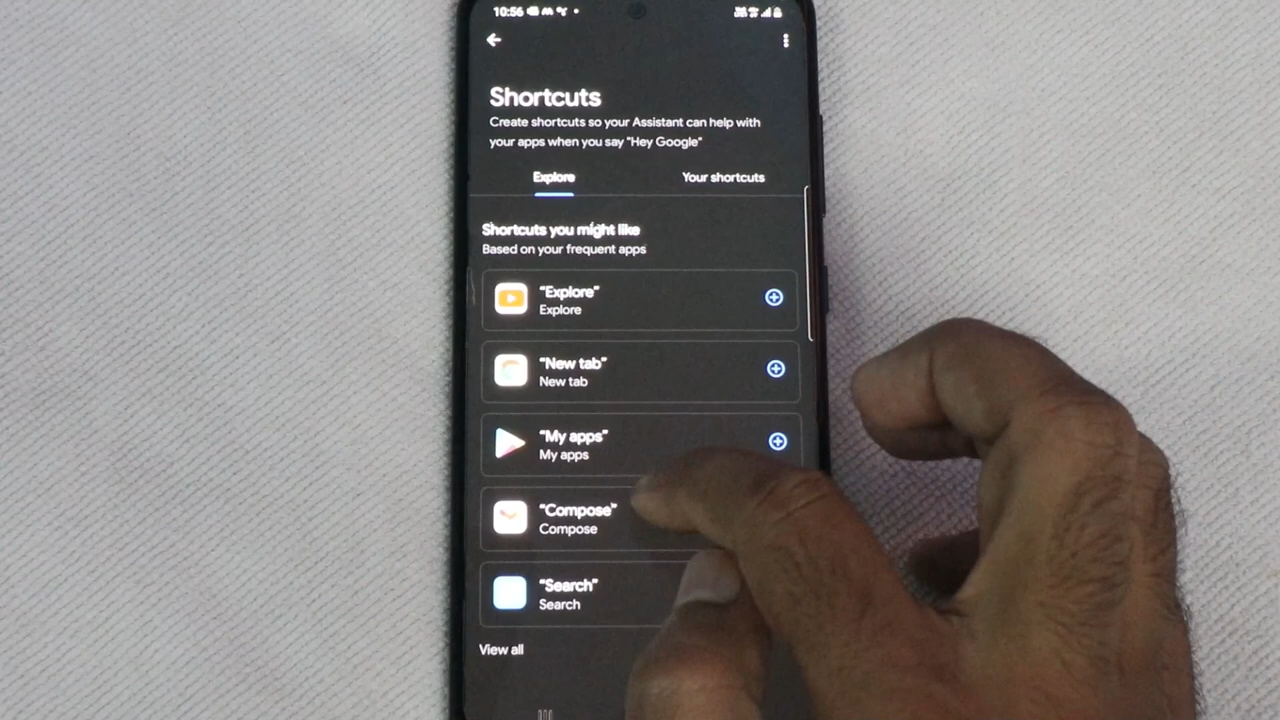 10:56
Shortcuts
Create shortcuts so your Assistant can help with
your apps when you say "Hey Google"
Explore Your shortcuts
Shortcuts you might like
Based on your frequent apps
"Explore"
Explore
"New tab"
New tab
"My apps"
My apps
"Compose"
Compose
"Search"
Search
View all